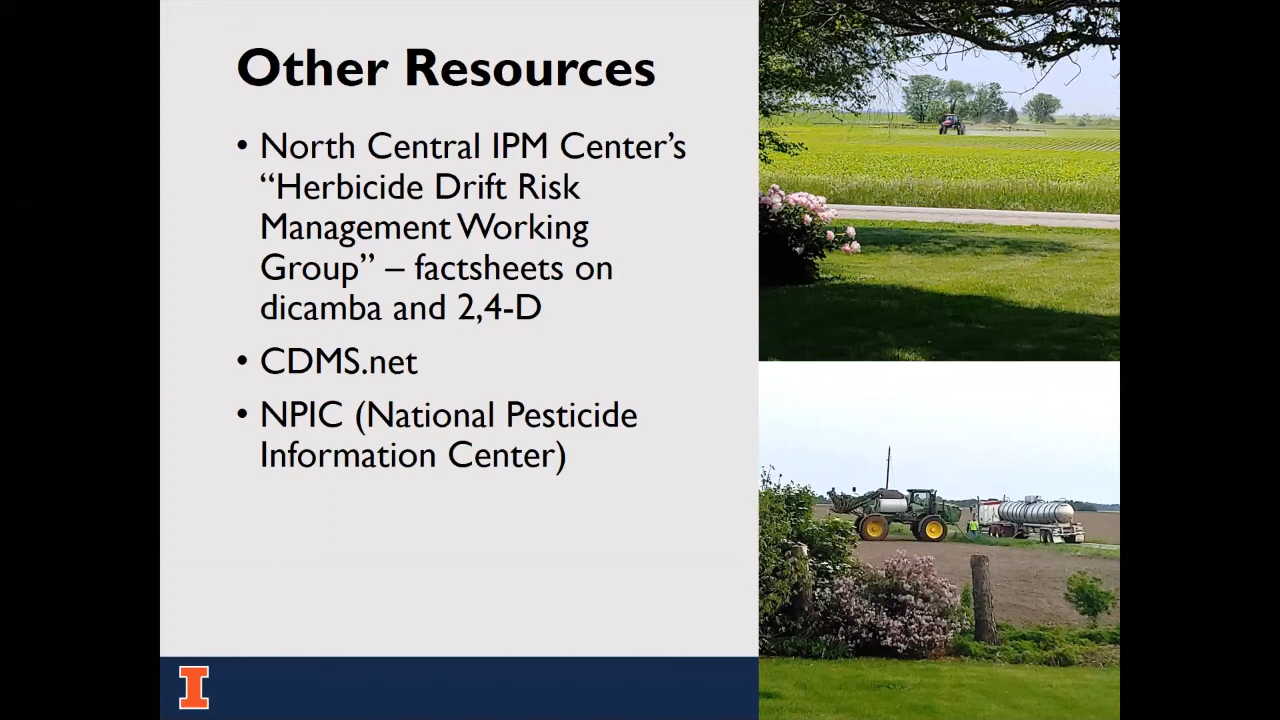 Other Resources
• North Central IPM Center’s
“Herbicide Drift Risk
Management Working
Group” – factsheets on
dicamba and 2,4-D
• CDMS.net
• NPIC (National Pesticide
Information Center)
I